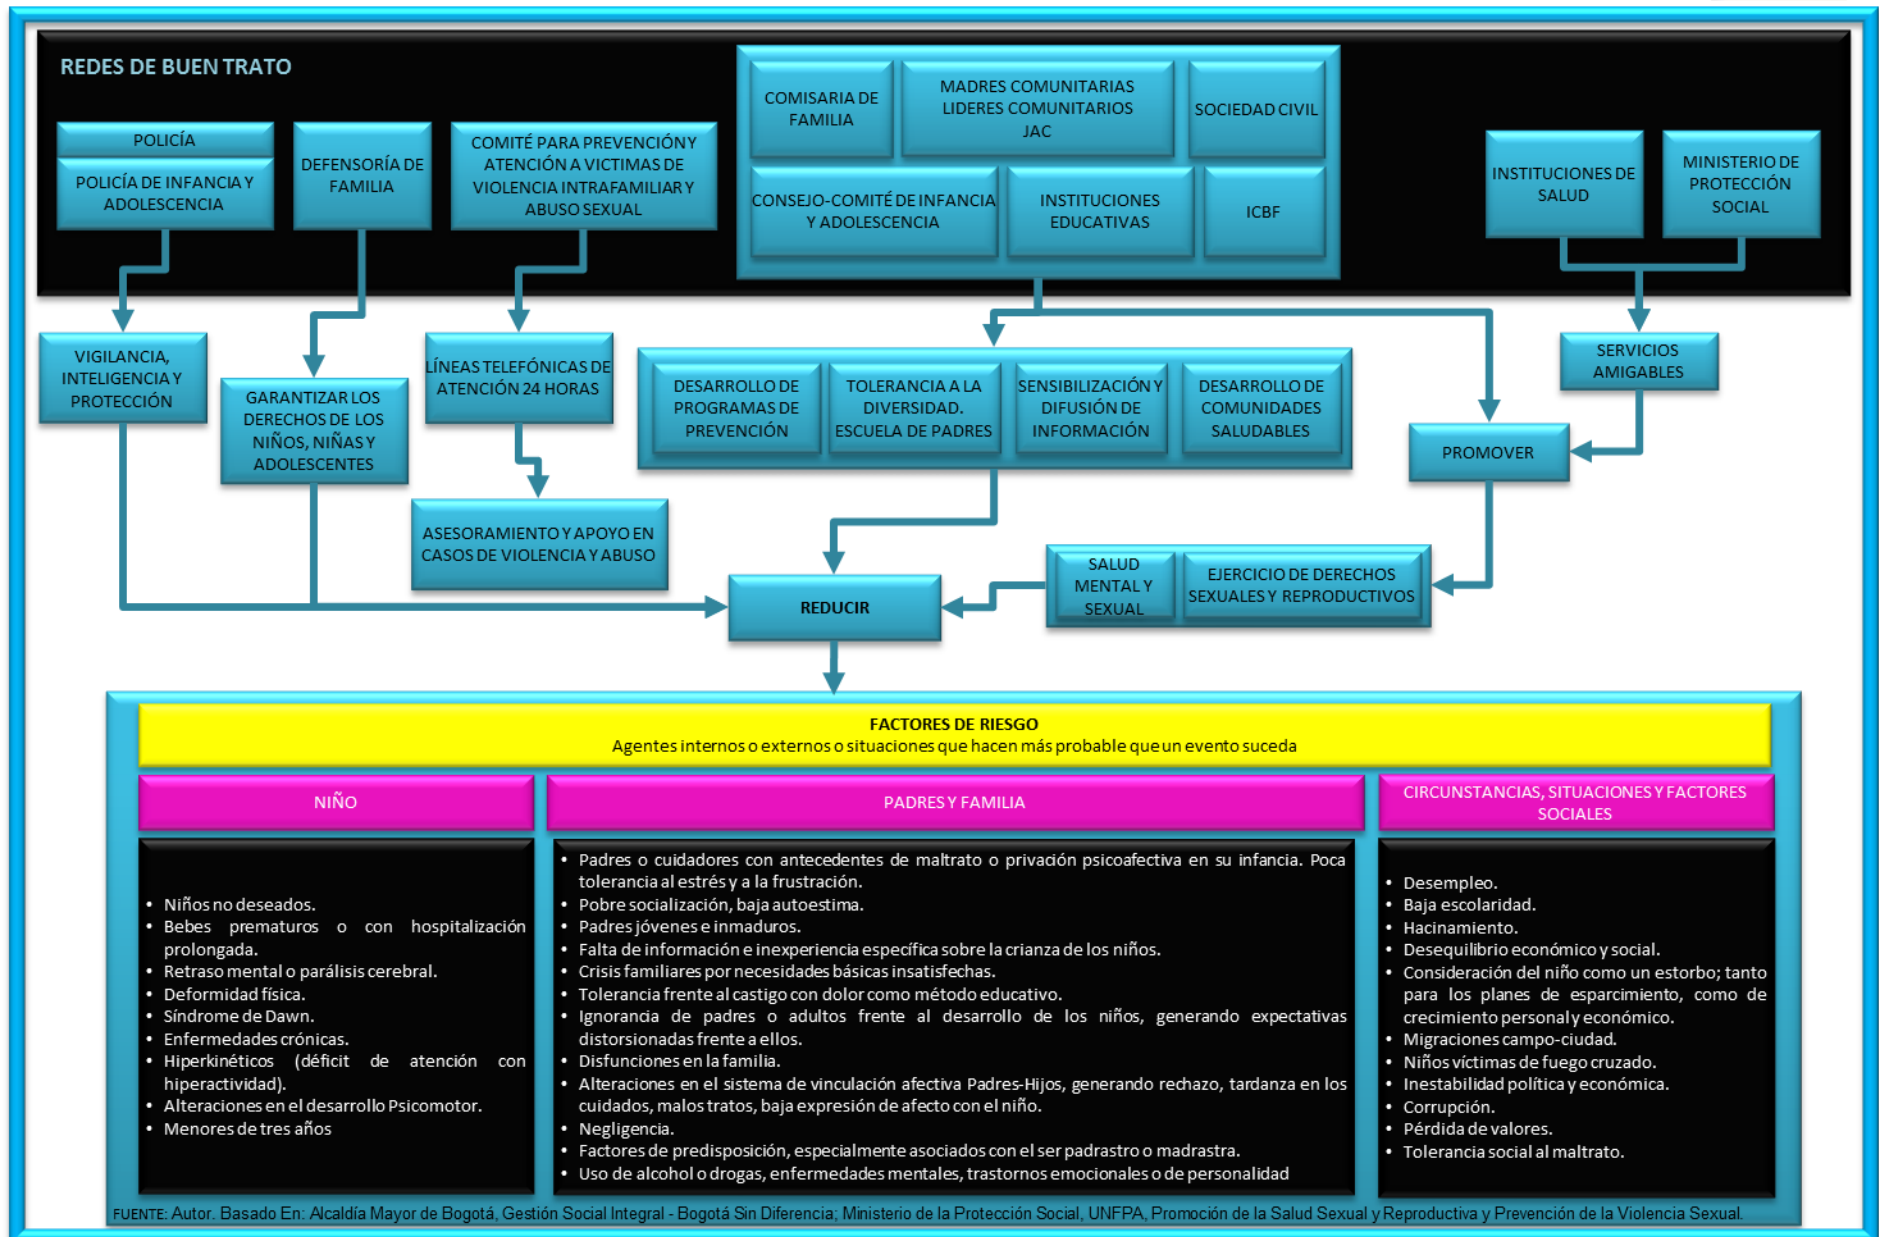 REDES DE BUEN TRATO
POLICÍA
POLICÍA DE INFANCIA Y
ADOLESCENCIA
DEFENSORÍA DE
FAMILIA
COMITÉ PARA PREVENCIÓN Y
ATENCIÓN A VICTIMAS DE
VIOLENCIA INTRAFAMILIAR Y
ABUSO SEXUAL
COMISARIA DE
FAMILIA
MADRES COMUNITARIAS
LIDERES COMUNITARIOS
JAC
SOCIEDAD CIVIL
CONSEJO-COMITÉ DE INFANCIA
Y ADOLESCENCIA
INSTITUCIONES
EDUCATIVAS
ICBF
INSTITUCIONES DE
SALUD
MINISTERIO DE
PROTECCIÓN
SOCIAL
VIGILANCIA,
INTELIGENCIA Y
PROTECCIÓN
GARANTIZAR LOS
DERECHOS DE LOS
NIÑOS, NIÑAS Y
ADOLESCENTES
LÍNEAS TELEFÓNICAS DE
ATENCIÓN 24 HORAS
ASESORAMIENTO Y APOYO EN
CASOS DE VIOLENCIA Y ABUSO
DESARROLLO DE
PROGRAMAS DE
PREVENCIÓN
TOLERANCIA A LA
DIVERSIDAD.
ESCUELA DE PADRES
SENSIBILIZACIÓN Y
DIFUSIÓN DE
INFORMACIÓN
DESARROLLO DE
COMUNIDADES
SALUDABLES
SERVICIOS
AMIGABLES
PROMOVER
SALUD
MENTAL Y
SEXUAL
EJERCICIO DE DERECHOS
SEXUALES Y REPRODUCTIVOS
REDUCIR
FACTORES DE RIESGO
Agentes internos o externos o situaciones que hacen más probable que un evento suceda
NIÑO
• Niños no deseados.
• Bebes prematuros o con hospitalización
prolongada.
• Retraso mental o parálisis cerebral.
• Deformidad física.
• Síndrome de Dawn.
• Enfermedades crónicas.
• Hiperkinéticos (déficit de atención con
hiperactividad).
• Alteraciones en el desarrollo Psicomotor.
• Menores de tres años
PADRES Y FAMILIA
• Padres o cuidadores con antecedentes de maltrato o privación psicoafectiva en su infancia. Poca
tolerancia al estrés y a la frustración.
• Pobre socialización, baja autoestima.
• Padres jóvenes e inmaduros.
• Falta de información e inexperiencia específica sobre la crianza de los niños.
• Crisis familiares por necesidades básicas insatisfechas.
• Tolerancia frente al castigo con dolor como método educativo.
• Ignorancia de padres o adultos frente al desarrollo de los niños, generando expectativas
distorsionadas frente a ellos.
• Disfunciones en la familia.
• Alteraciones en el sistema de vinculación afectiva Padres-Hijos, generando rechazo, tardanza en los
cuidados, malos tratos, baja expresión de afecto con el niño.
• Negligencia.
• Factores de predisposición, especialmente asociados con el ser padrastro o madrastra.
• Uso de alcohol o drogas, enfermedades mentales, trastornos emocionales o de personalidad
CIRCUNSTANCIAS, SITUACIONES Y FACTORES
SOCIALES
• Desempleo.
• Baja escolaridad.
• Hacinamiento.
• Desequilibrio económico y social.
• Consideración del niño como un estorbo; tanto
para los planes de esparcimiento, como de
crecimiento personal y económico.
• Migraciones campo-ciudad.
• Niños víctimas de fuego cruzado.
• Inestabilidad política y económica.
• Corrupción.
• Pérdida de valores.
• Tolerancia social al maltrato.
FUENTE: Autor. Basado En: Alcaldía Mayor de Bogotá, Gestión Social Integral - Bogotá Sin Diferencia; Ministerio de la Protección Social, UNFPA, Promoción de la Salud Sexual y Reproductiva y Prevención de la Violencia Sexual.